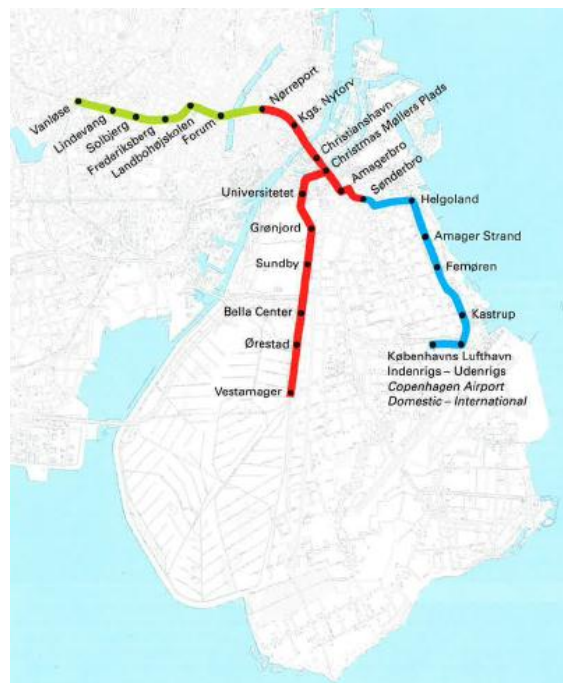 Vanløse
Lindevang
Solbjerg
Frederiksberg
Landbohøjskolen
Forum
Nørreport
Kgs. Nytorv
Christianshavn
Christmas Møllers Plads
Amagerbro
Sønderbro
Universitetet
Grønjord
Sundby
Bella Center
Ørestad
Vestamager
Helgoland
Amager Strand
Femøren
Kastrup
Københavns Lufthavn
Indenrigs – Udenrigs
Copenhagen Airport
Domestic – International